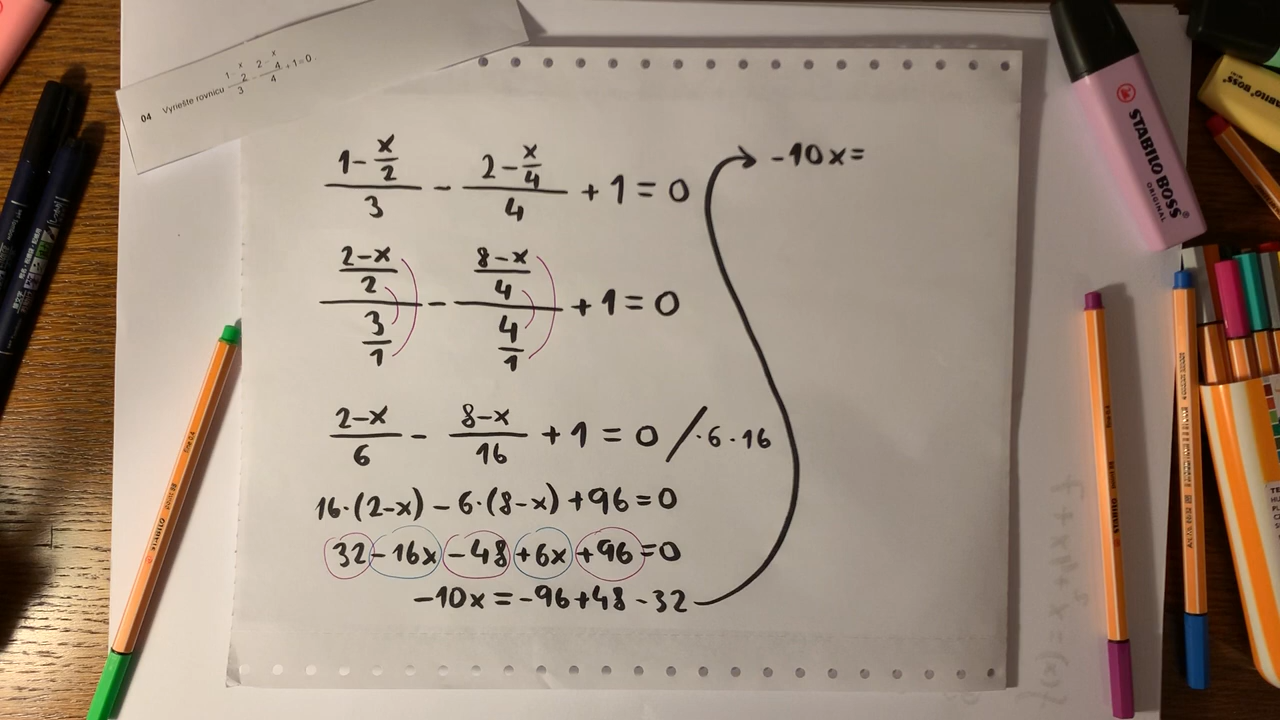 04 Vyriešte rovnicu (1 - x/2)/3 - (2 - x/4)/4 + 1 = 0
(1 - x/2)/3 - (2 - x/4)/4 + 1 = 0
((2-x)/2)/(3/1) - ((8-x)/4)/(4/1) + 1 = 0
(2-x)/6 - (8-x)/16 + 1 = 0 / ·6·16
16·(2-x) - 6·(8-x) + 96 = 0
32 - 16x - 48 + 6x + 96 = 0
-10x = -96 + 48 - 32
-10x =
STABILO BOSS
ORIGINAL
STABILO BOSS